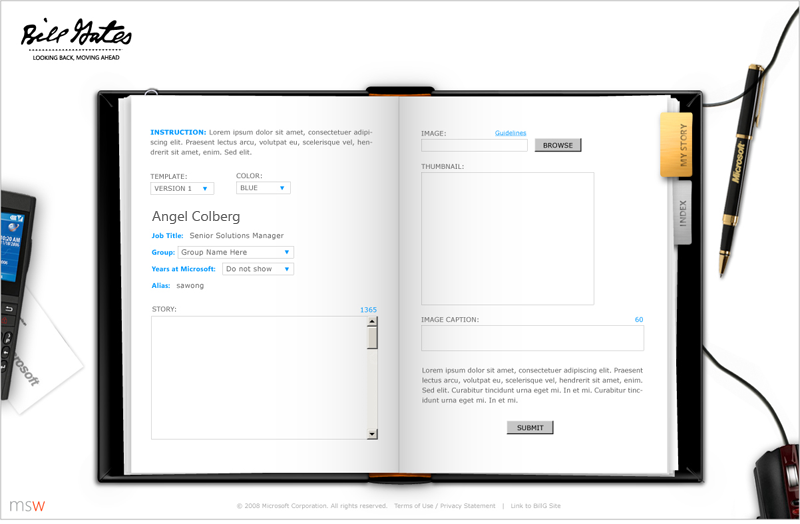 Bill Gates
LOOKING BACK, MOVING AHEAD
INSTRUCTION: Lorem ipsum dolor sit amet, consectetuer adipi-
scing elit. Praesent lectus arcu, volutpat eu, scelerisque vel, hen-
drerit sit amet, enim. Sed elit.
TEMPLATE:
COLOR:
VERSION 1
BLUE
Angel Colberg
Job Title: Senior Solutions Manager
Group: Group Name Here
Years at Microsoft: Do not show
Alias: sawong
STORY: 1365
IMAGE: Guidelines
BROWSE
THUMBNAIL:
IMAGE CAPTION: 60
Lorem ipsum dolor sit amet, consectetuer adipiscing elit. Praesent
lectus arcu, volutpat eu, scelerisque vel, hendrerit sit amet, enim.
Sed elit. Curabitur tincidunt urna eget mi. In et mi. Curabitur tinc-
idunt urna eget mi. In et mi.
SUBMIT
MY STORY
INDEX
Microsoft
msw
© 2008 Microsoft Corporation. All rights reserved. Terms of Use / Privacy Statement | Link to BillG Site